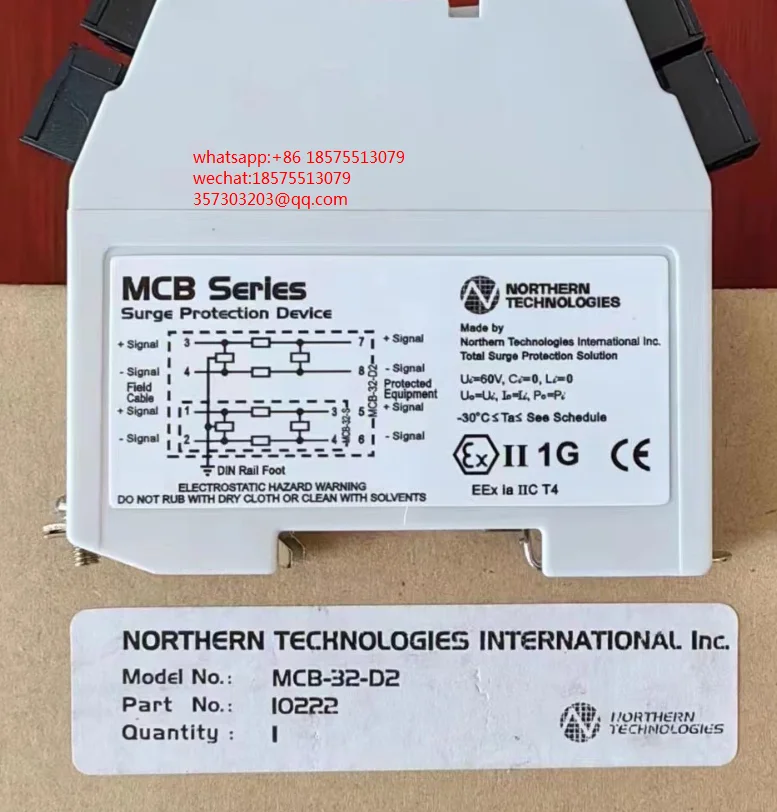 whatsapp:+86 18575513079
wechat:18575513079
357303203@qq.com
MCB Series
Surge Protection Device
NORTHERN
TECHNOLOGIES
Made by
Northern Technologies International Inc.
Total Surge Protection Solution
Uᵢ=60V, Cᵢ=0, Lᵢ=0
Uₒ=Uᵢ, Iₒ=Iᵢ, Pₒ=Pᵢ
-30°C≤Ta≤ See Schedule
Ex II 1G CE
EEx ia IIC T4
+ Signal 3 7 + Signal
- Signal 4 8 - Signal
Field
Cable
Protected
Equipment
+ Signal 1 3 5 + Signal
- Signal 2 4 6 - Signal
MCB-32-S
MCB-32-D2
DIN Rail Foot
ELECTROSTATIC HAZARD WARNING
DO NOT RUB WITH DRY CLOTH OR CLEAN WITH SOLVENTS
NORTHERN TECHNOLOGIES INTERNATIONAL Inc.
Model No.: MCB-32-D2
Part No.: 10222
Quantity : 1
NORTHERN
TECHNOLOGIES